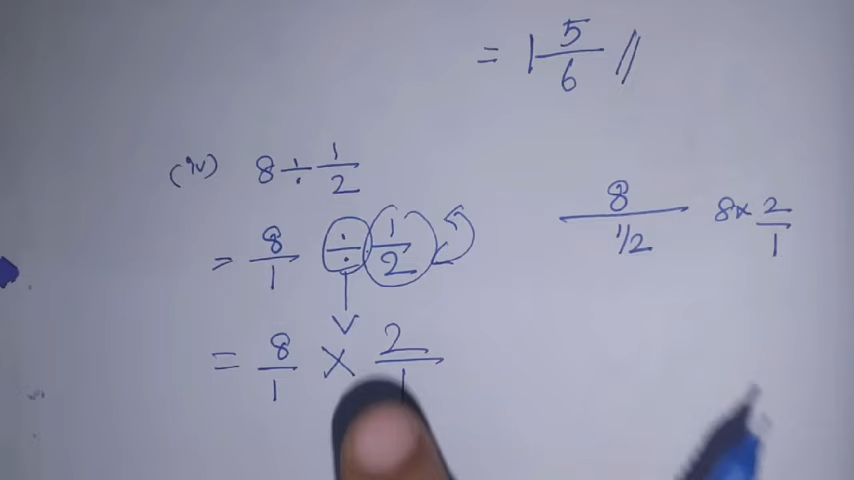 = 1 5/6 //
(iv) 8 ÷ 1/2
= 8/1 ÷ 1/2
= 8/1 × 2/1
8 / 1/2
8 × 2/1